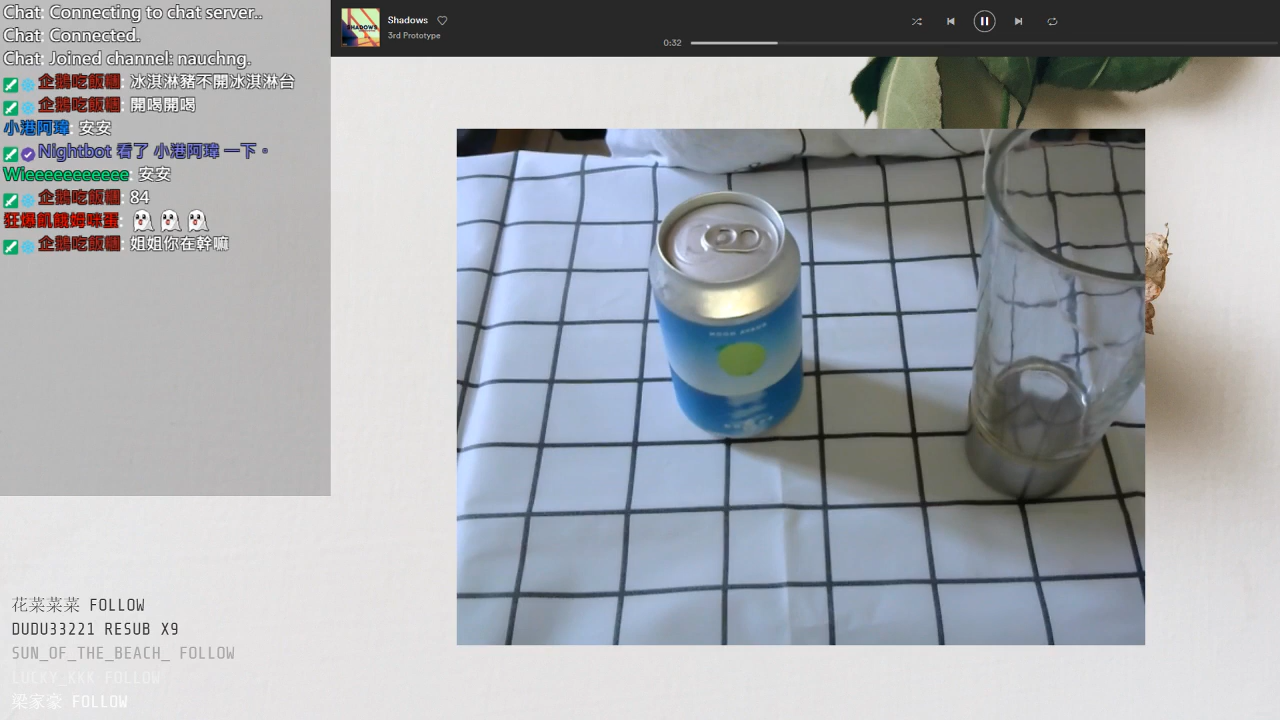 Chat: Connecting to chat server..
Chat: Connected.
Chat: Joined channel: nauchng.
企鵝吃飯糰: 冰淇淋豬不開冰淇淋台
企鵝吃飯糰: 開喝開喝
小港阿瑋: 安安
Nightbot 看了 小港阿瑋 一下。
Wieeeeeeeeeee: 安安
企鵝吃飯糰: 84
狂爆飢餓姆咪蛋:
企鵝吃飯糰: 姐姐你在幹嘛
SHADOWS
Shadows
3rd Prototype
0:32
花菜菜菜 FOLLOW
DUDU33221 RESUB X9
SUN_OF_THE_BEACH_ FOLLOW
LUCKY_KKK FOLLOW
梁家豪 FOLLOW